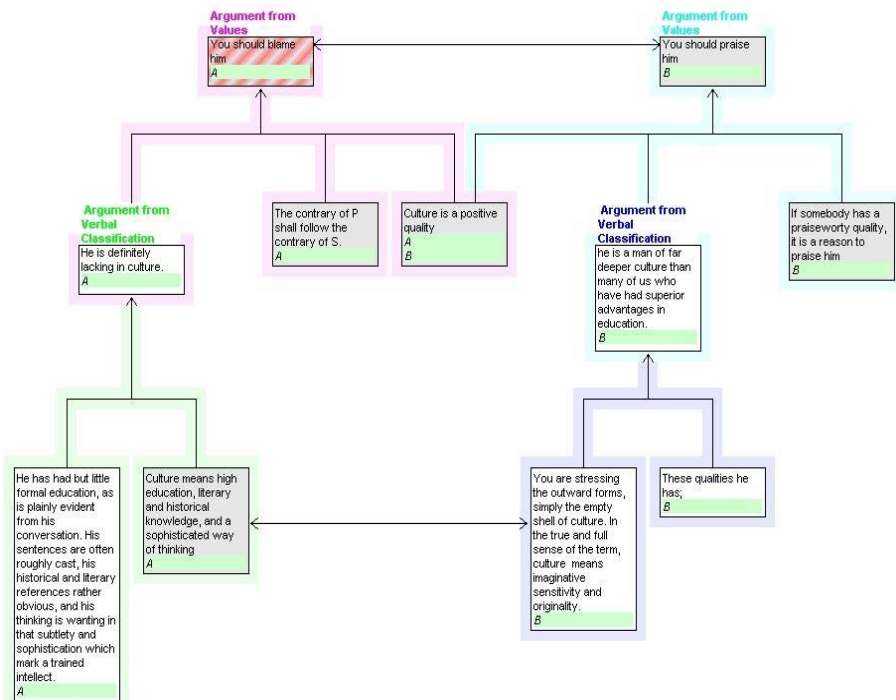 Argument from
Values
You should blame
him
A
Argument from
Values
You should praise
him
B
Argument from
Verbal
Classification
He is definitely
lacking in culture.
A
The contrary of P
shall follow the
contrary of S.
A
Culture is a positive
quality
A
B
Argument from
Verbal
Classification
he is a man of far
deeper culture than
many of us who
have had superior
advantages in
education.
B
If somebody has a
praiseworty quality,
it is a reason to
praise him
B
He has had but little
formal education, as
is plainly evident
from his
conversation. His
sentences are often
roughly cast, his
historical and literary
references rather
obvious, and his
thinking is wanting in
that subtlety and
sophistication which
mark a trained
intellect.
A
Culture means high
education, literary
and historical
knowledge, and a
sophisticated way
of thinking
A
You are stressing
the outward forms,
simply the empty
shell of culture. In
the true and full
sense of the term,
culture means
imaginative
sensitivity and
originality.
B
These qualities he
has;
B